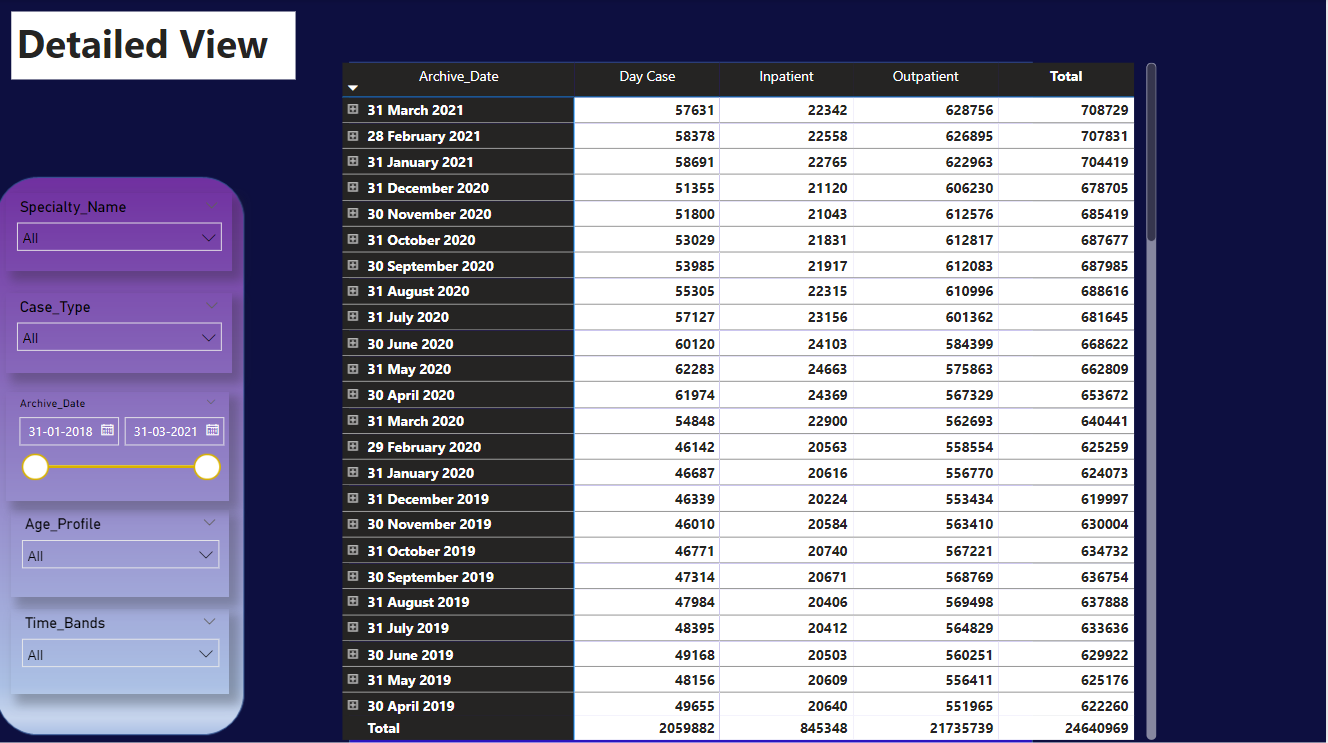 Detailed View
Archive_Date Day Case Inpatient Outpatient Total
31 March 2021 57631 22342 628756 708729
28 February 2021 58378 22558 626895 707831
31 January 2021 58691 22765 622963 704419
31 December 2020 51355 21120 606230 678705
30 November 2020 51800 21043 612576 685419
31 October 2020 53029 21831 612817 687677
30 September 2020 53985 21917 612083 687985
31 August 2020 55305 22315 610996 688616
31 July 2020 57127 23156 601362 681645
30 June 2020 60120 24103 584399 668622
31 May 2020 62283 24663 575863 662809
30 April 2020 61974 24369 567329 653672
31 March 2020 54848 22900 562693 640441
29 February 2020 46142 20563 558554 625259
31 January 2020 46687 20616 556770 624073
31 December 2019 46339 20224 553434 619997
30 November 2019 46010 20584 563410 630004
31 October 2019 46771 20740 567221 634732
30 September 2019 47314 20671 568769 636754
31 August 2019 47984 20406 569498 637888
31 July 2019 48395 20412 564829 633636
30 June 2019 49168 20503 560251 629922
31 May 2019 48156 20609 556411 625176
30 April 2019 49655 20640 551965 622260
Total 2059882 845348 21735739 24640969
Specialty_Name
All
Case_Type
All
Archive_Date
31-01-2018 31-03-2021
Age_Profile
All
Time_Bands
All